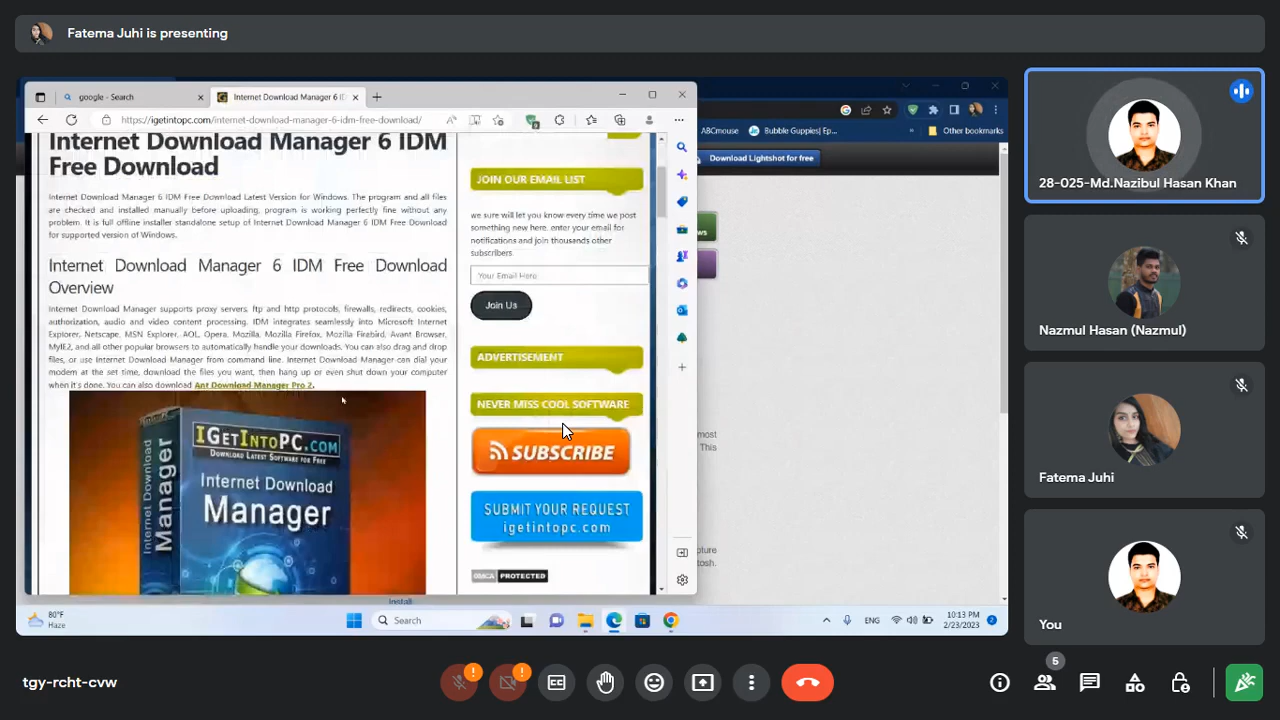 Fatema Juhi is presenting
google - Search
Internet Download Manager 6 ID
https://igetintopc.com/internet-download-manager-6-idm-free-download/
ABCmouse
Bubble Guppies| Ep...
Other bookmarks
Download Lightshot for free
Internet Download Manager 6 IDM
Free Download
Internet Download Manager 6 IDM Free Download Latest Version for Windows. The program and all files
are checked and installed manually before uploading, program is working perfectly fine without any
problem. It is full offline installer standalone setup of Internet Download Manager 6 IDM Free Download
for supported version of Windows.
Internet Download Manager 6 IDM Free Download
Overview
Internet Download Manager supports proxy servers, ftp and http protocols, firewalls, redirects, cookies,
authorization, audio and video content processing. IDM integrates seamlessly into Microsoft Internet
Explorer, Netscape, MSN Explorer, AOL, Opera, Mozilla, Mozilla Firefox, Mozilla Firebird, Avant Browser,
MyIE2, and all other popular browsers to automatically handle your downloads. You can also drag and drop
files, or use Internet Download Manager from command line. Internet Download Manager can dial your
modem at the set time, download the files you want, then hang up or even shut down your computer
when it's done. You can also download Ant Download Manager Pro 2.
IGetIntoPC.com
Download Latest Software for Free
Internet Download
Manager
Internet Download
Manager
JOIN OUR EMAIL LIST
we sure will let you know every time we post
something new here. enter your email for
notifications and join thousands other
subscribers.
Your Email Here
Join Us
ADVERTISEMENT
NEVER MISS COOL SOFTWARE
SUBSCRIBE
SUBMIT YOUR REQUEST
igetintopc.com
DMCA PROTECTED
ws
most
This
pture
tosh.
Install
80°F
Haze
Search
ENG
10:13 PM
2/23/2023
2
28-025-Md.Nazibul Hasan Khan
Nazmul Hasan (Nazmul)
Fatema Juhi
You
tgy-rcht-cvw
5